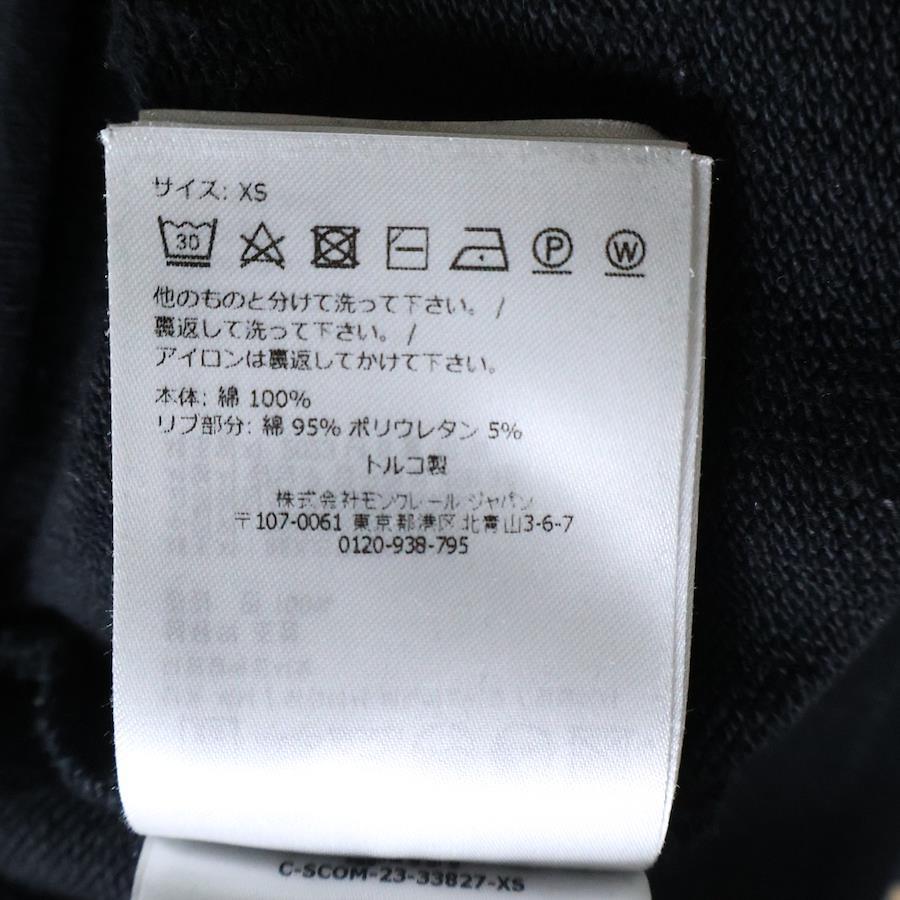 サイズ: XS
30
P W
他のものと分けて洗って下さい。 /
裏返して洗って下さい。 /
アイロンは裏返してかけて下さい。
本体: 綿 100%
リブ部分: 綿 95% ポリウレタン 5%
トルコ製
株式会社モンクレール ジャパン
〒107-0061 東京都港区北青山3-6-7
0120-938-795
C-SCOM-23-33827-XS